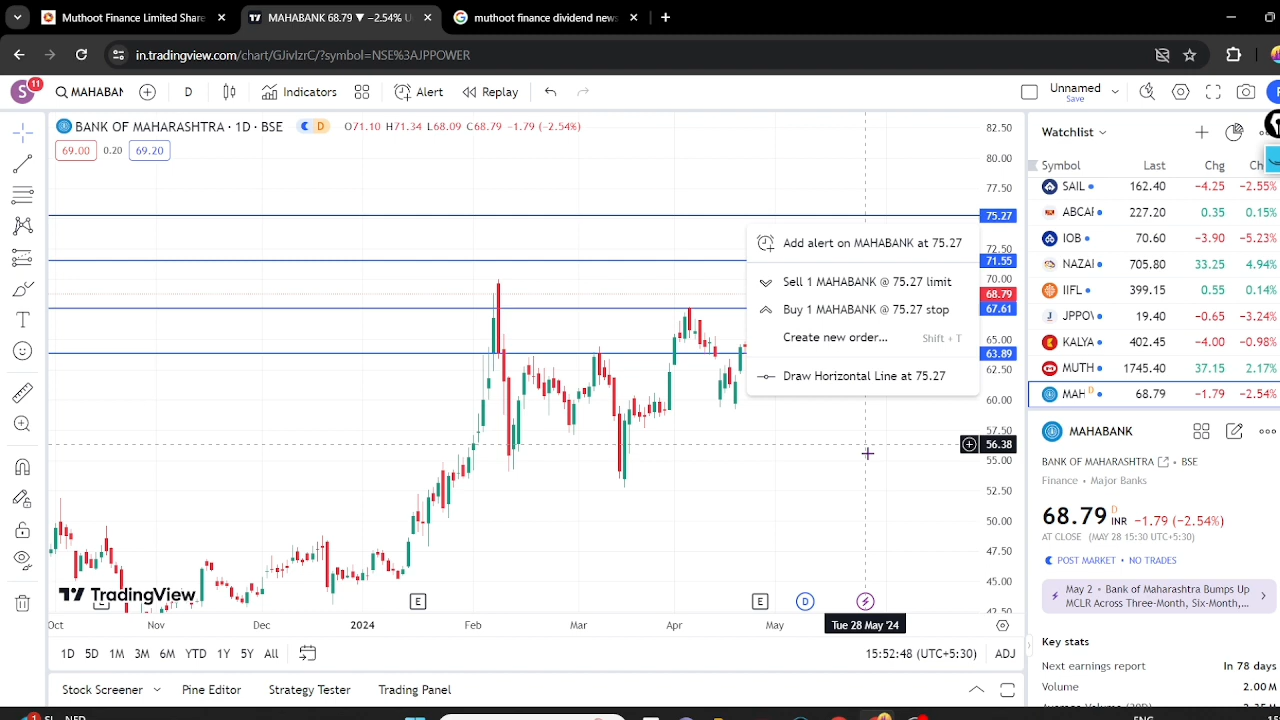 Muthoot Finance Limited Share
MAHABANK 68.79 ▼ −2.54% U
muthoot finance dividend news
in.tradingview.com/chart/GJivlzrC/?symbol=NSE%3AJPPOWER
S 11
MAHABAN
D
Indicators
Alert
Replay
Unnamed
Save
BANK OF MAHARASHTRA · 1D · BSE
D
O71.10 H71.34 L68.09 C68.79 −1.79 (−2.54%)
69.00 0.20 69.20
82.50
80.00
77.50
75.27
72.50
71.55
70.00
68.79
67.61
65.00
63.89
62.50
60.00
57.50
56.38
55.00
52.50
50.00
47.50
45.00
42.50
Add alert on MAHABANK at 75.27
Sell 1 MAHABANK @ 75.27 limit
Buy 1 MAHABANK @ 75.27 stop
Create new order... Shift + T
Draw Horizontal Line at 75.27
TradingView
E
E
D
Oct Nov Dec 2024 Feb Mar Apr May Tue 28 May '24
1D 5D 1M 3M 6M YTD 1Y 5Y All
15:52:48 (UTC+5:30) ADJ
Stock Screener Pine Editor Strategy Tester Trading Panel
Watchlist
Symbol Last Chg Ch
SAIL 162.40 −4.25 −2.55%
ABCAF 227.20 0.35 0.15%
IOB 70.60 −3.90 −5.23%
NAZAI 705.80 33.25 4.94%
IIFL 399.15 0.55 0.14%
JPPO 19.40 −0.65 −3.24%
KALYA 402.45 −4.00 −0.98%
MUTH 1745.40 37.15 2.17%
MAH D 68.79 −1.79 −2.54%
MAHABANK
BANK OF MAHARASHTRA • BSE
Finance • Major Banks
68.79 D INR −1.79 (−2.54%)
AT CLOSE (MAY 28 15:30 UTC+5:30)
POST MARKET • NO TRADES
May 2 • Bank of Maharashtra Bumps Up
MCLR Across Three-Month, Six-Month,...
Key stats
Next earnings report In 78 days
Volume 2.00 M
ENG